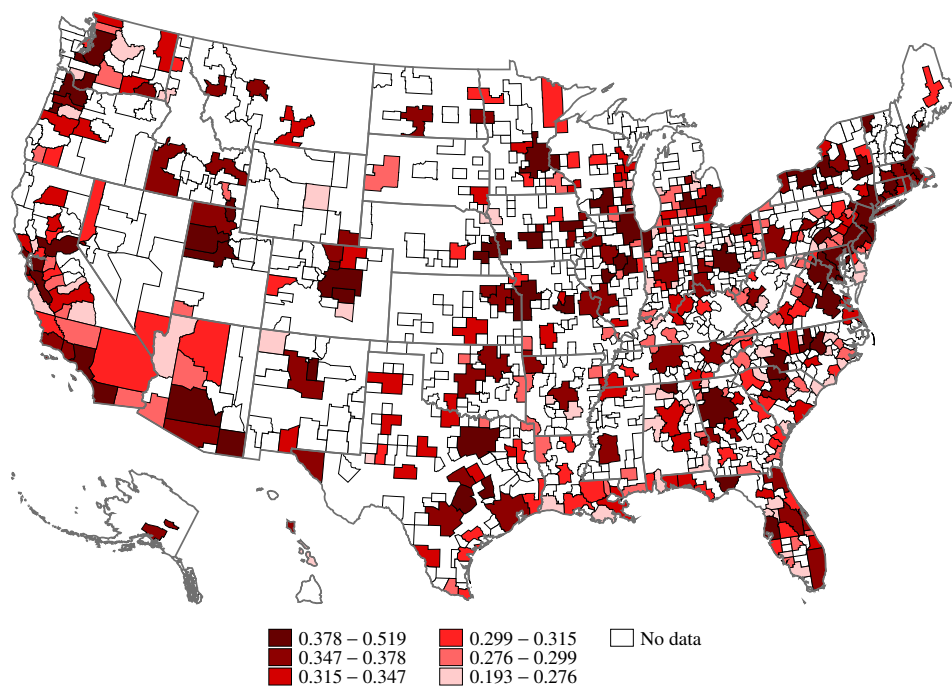 0.378 – 0.519 0.299 – 0.315 No data
0.347 – 0.378 0.276 – 0.299
0.315 – 0.347 0.193 – 0.276